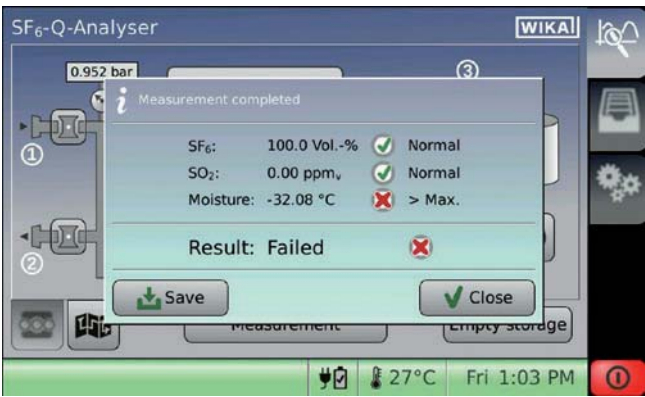 SF₆-Q-Analyser
WIKAI
0.952 bar
3
i Measurement completed
1
SF₆: 100.0 Vol.-% Normal
SO₂: 0.00 ppmᵥ Normal
Moisture: -32.08 °C > Max.
2
Result: Failed
Save
Close
Measurement
Empty storage
27°C
Fri 1:03 PM